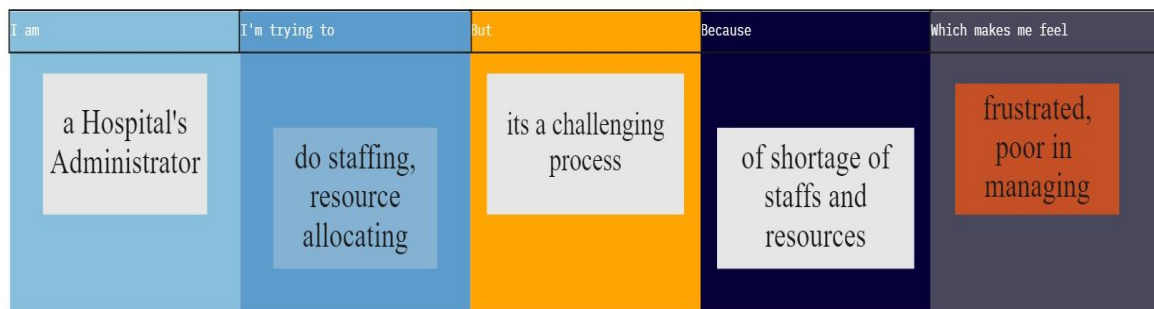 I am
I'm trying to
But
Because
Which makes me feel
a Hospital's
Administrator
do staffing,
resource
allocating
its a challenging
process
of shortage of
staffs and
resources
frustrated,
poor in
managing